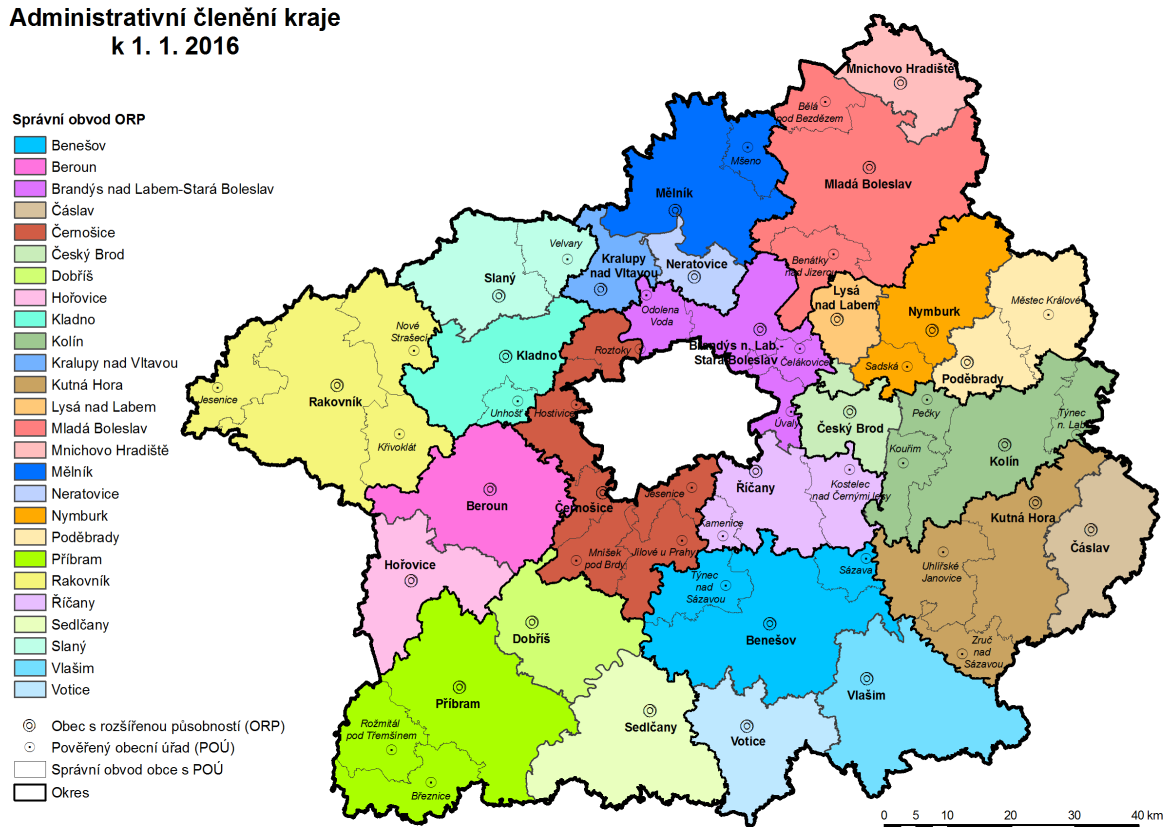 Administrativní členění kraje
k 1. 1. 2016
Správní obvod ORP
Benešov
Beroun
Brandýs nad Labem-Stará Boleslav
Čáslav
Černošice
Český Brod
Dobříš
Hořovice
Kladno
Kolín
Kralupy nad Vltavou
Kutná Hora
Lysá nad Labem
Mladá Boleslav
Mnichovo Hradiště
Mělník
Neratovice
Nymburk
Poděbrady
Příbram
Rakovník
Říčany
Sedlčany
Slaný
Vlašim
Votice
Obec s rozšířenou působností (ORP)
Pověřený obecní úřad (POÚ)
Správní obvod obce s POÚ
Okres
Mnichovo Hradiště
Bělá
pod Bezdězem
Mšeno
Mladá Boleslav
Mělník
Velvary
Benátky
nad Jizerou
Slaný
Kralupy
nad Vltavou
Neratovice
Lysá
nad Labem
Městec Králové
Nymburk
Odolena
Voda
Nové
Strašecí
Roztoky
Kladno
Brandýs n. Lab.-
Stará Boleslav
Čelákovice
Sadská
Poděbrady
Jesenice
Rakovník
Unhošť
Hostivice
Úvaly
Český Brod
Pečky
Týnec
n. Lab
Křivoklát
Kouřim
Kolín
Říčany
Kostelec
nad Černými lesy
Jesenice
Beroun
Černošice
Kamenice
Kutná Hora
Čáslav
Hořovice
Mníšek
pod Brdy
Jílové u Prahy
Týnec
nad
Sázavou
Sázava
Uhlířské
Janovice
Dobříš
Benešov
Zruč
nad
Sázavou
Příbram
Vlašim
Rožmitál
pod Třemšínem
Sedlčany
Votice
Březnice
0 5 10 20 30 40 km